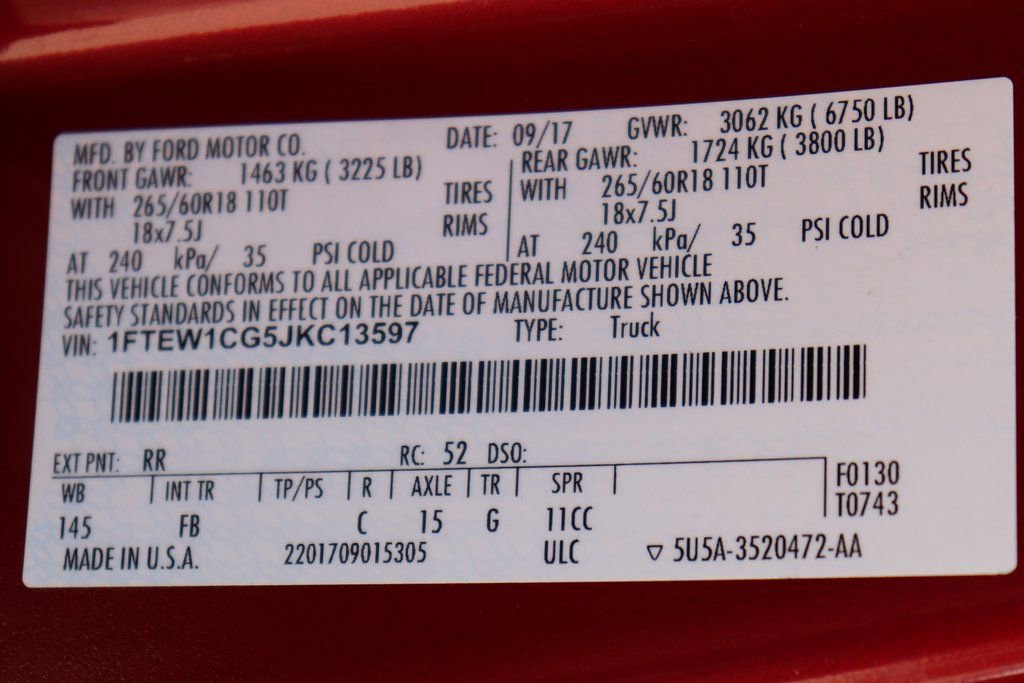 MFD. BY FORD MOTOR CO. DATE: 09/17 GVWR: 3062 KG ( 6750 LB)
FRONT GAWR: 1463 KG ( 3225 LB) REAR GAWR: 1724 KG ( 3800 LB)
WITH 265/60R18 110T TIRES WITH 265/60R18 110T TIRES
18x7.5J RIMS 18x7.5J RIMS
AT 240 kPa/ 35 PSI COLD AT 240 kPa/ 35 PSI COLD
THIS VEHICLE CONFORMS TO ALL APPLICABLE FEDERAL MOTOR VEHICLE
SAFETY STANDARDS IN EFFECT ON THE DATE OF MANUFACTURE SHOWN ABOVE.
VIN: 1FTEW1CG5JKC13597 TYPE: Truck
EXT PNT: RR RC: 52 DSO:
WB INT TR TP/PS R AXLE TR SPR F0130
T0743
145 FB C 15 G 11CC
MADE IN U.S.A. 2201709015305 ULC ▽ 5U5A-3520472-AA